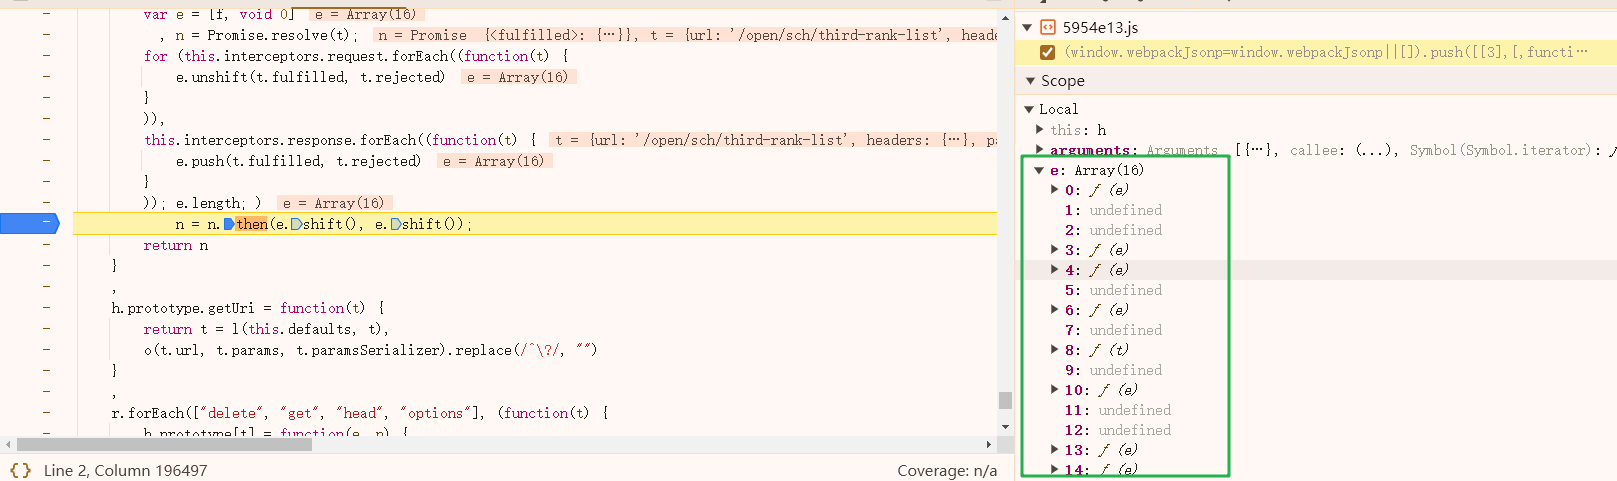 var e = [f, void 0]   e = Array(16)
, n = Promise.resolve(t);   n = Promise {<fulfilled>: {…}}, t = {url: '/open/sch/third-rank-list', heade
for (this.interceptors.request.forEach((function(t) {
e.unshift(t.fulfilled, t.rejected)   e = Array(16)
}
)),
this.interceptors.response.forEach((function(t) {   t = {url: '/open/sch/third-rank-list', headers: {…}, pa
e.push(t.fulfilled, t.rejected)   e = Array(16)
}
)); e.length; )   e = Array(16)
n = n.then(e.shift(), e.shift());
return n
}
,
h.prototype.getUri = function(t) {
return t = l(this.defaults, t),
o(t.url, t.params, t.paramsSerializer).replace(/^\?/, "")
}
,
r.forEach(["delete", "get", "head", "options"], (function(t) {
h.prototype[t] = function(e, n) {
{} Line 2, Column 196497
Coverage: n/a
5954e13.js
(window.webpackJsonp=window.webpackJsonp||[]).push([[3],[,functi…
Scope
Local
this: h
arguments: Arguments [{…}, callee: (...), Symbol(Symbol.iterator): ƒ
e: Array(16)
0: ƒ (e)
1: undefined
2: undefined
3: ƒ (e)
4: ƒ (e)
5: undefined
6: ƒ (e)
7: undefined
8: ƒ (t)
9: undefined
10: ƒ (e)
11: undefined
12: undefined
13: ƒ (e)
14: ƒ (e)